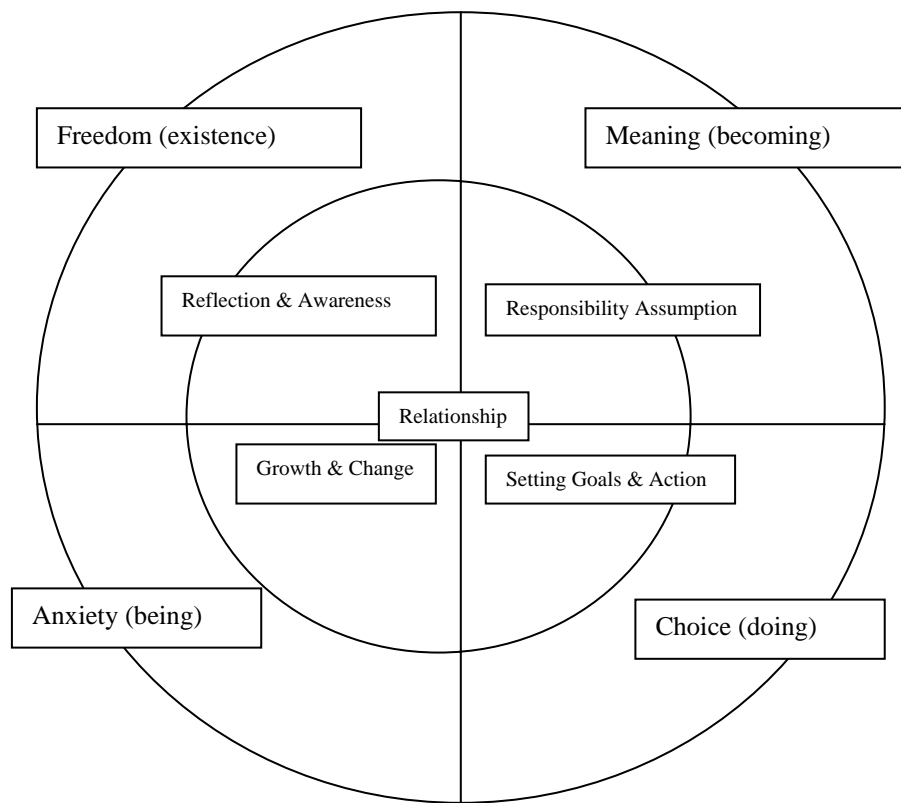 Freedom (existence)
Meaning (becoming)
Reflection & Awareness
Responsibility Assumption
Relationship
Growth & Change
Setting Goals & Action
Anxiety (being)
Choice (doing)